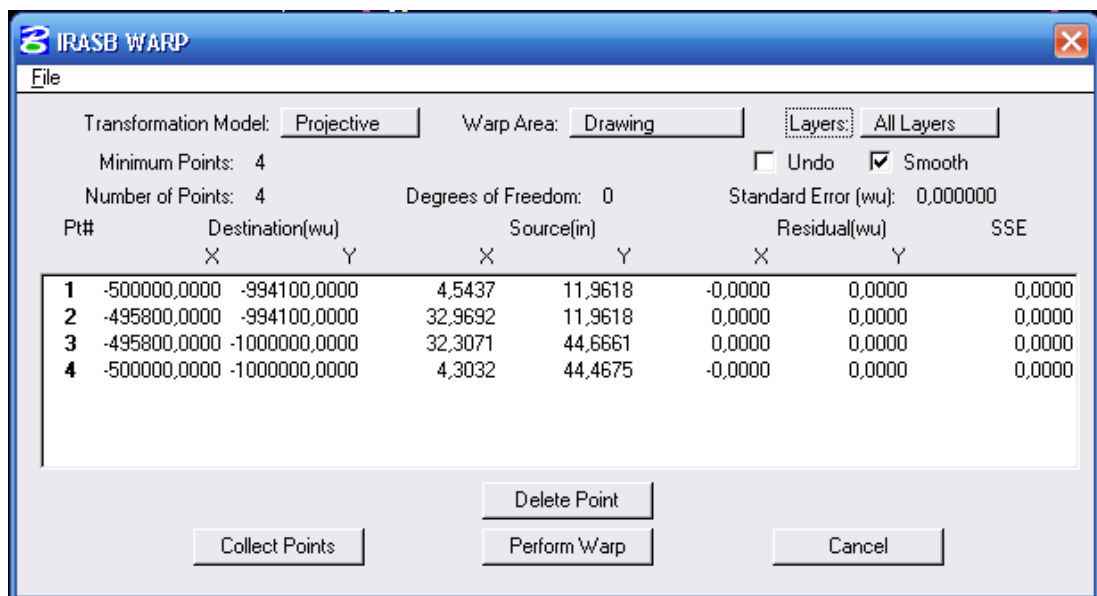 IRASB WARP
File
Transformation Model: Projective Warp Area: Drawing Layers: All Layers
Minimum Points: 4 Undo Smooth
Number of Points: 4 Degrees of Freedom: 0 Standard Error (wu): 0,000000
Pt# Destination(wu) Source(in) Residual(wu) SSE
X Y X Y X Y
1 -500000,0000 -994100,0000 4,5437 11,9618 -0,0000 0,0000 0,0000
2 -495800,0000 -994100,0000 32,9692 11,9618 0,0000 0,0000 0,0000
3 -495800,0000 -1000000,0000 32,3071 44,6661 0,0000 0,0000 0,0000
4 -500000,0000 -1000000,0000 4,3032 44,4675 -0,0000 0,0000 0,0000
Delete Point
Collect Points Perform Warp Cancel